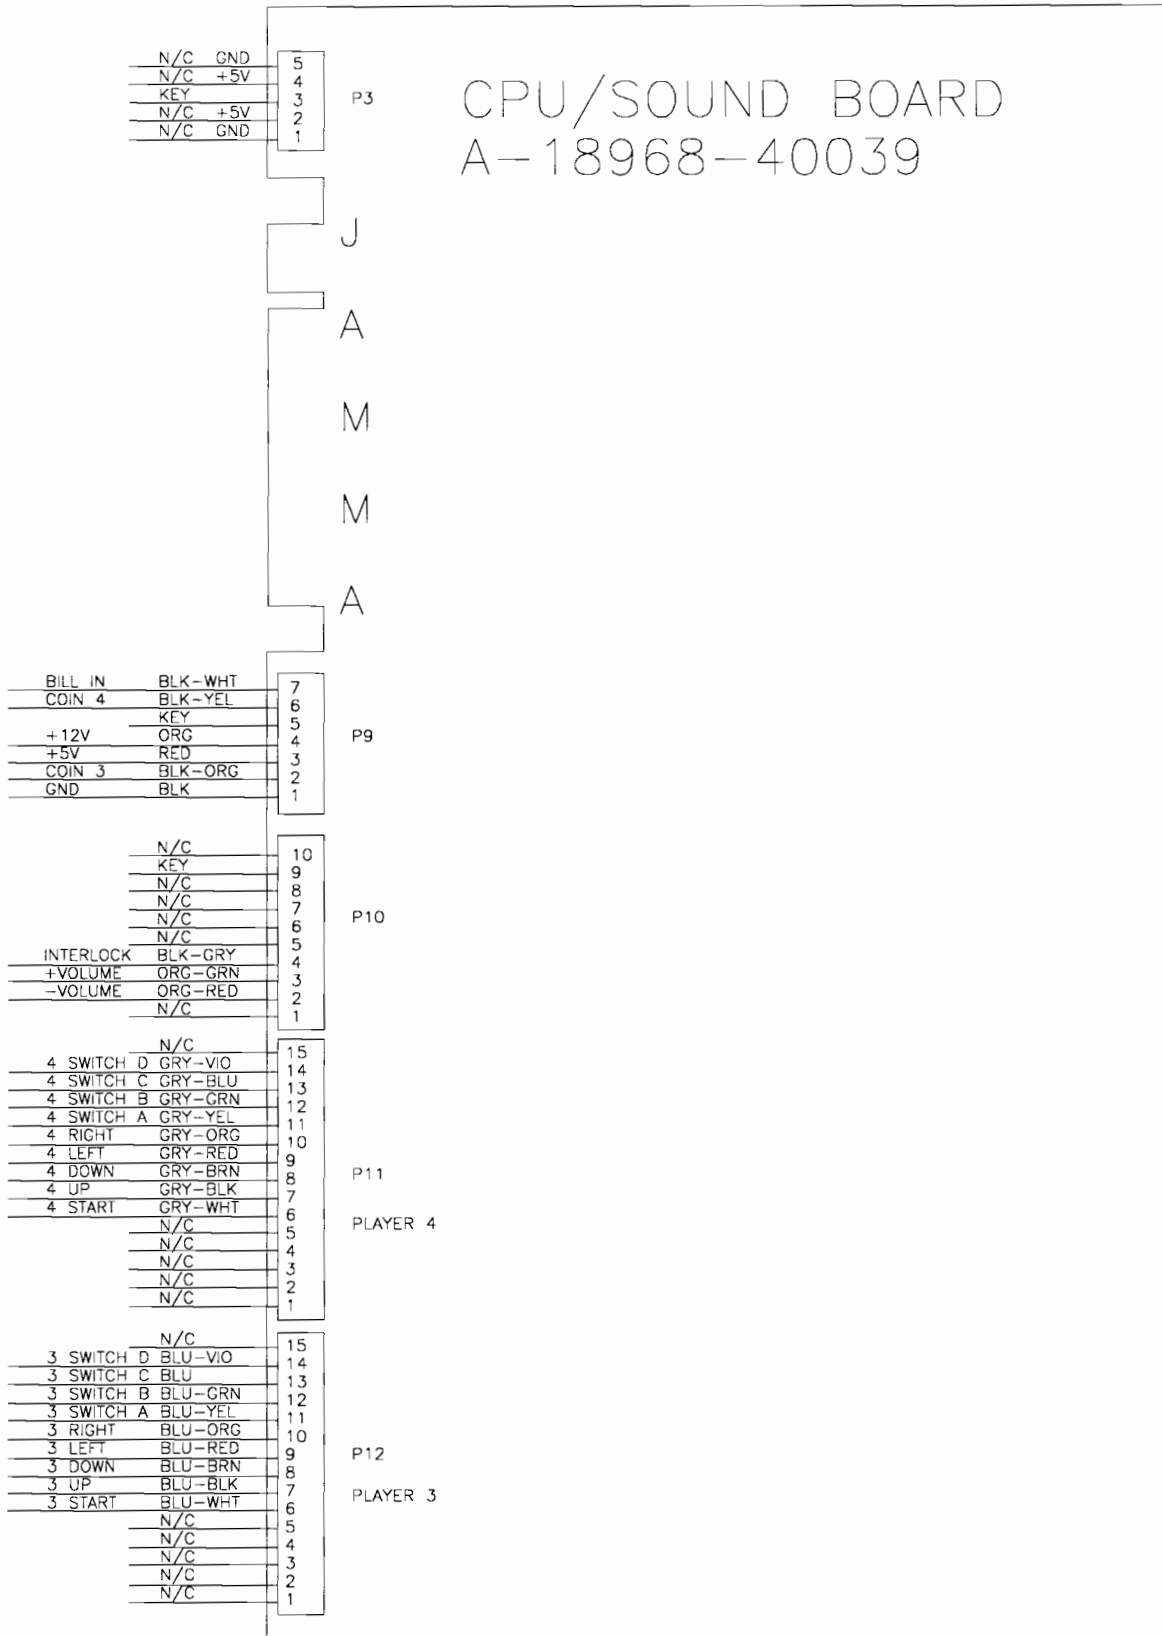 CPU/SOUND BOARD
A-18968-40039
N/C GND 5
N/C +5V 4
KEY 3
N/C +5V 2
N/C GND 1
P3
J
A
M
M
A
BILL IN BLK-WHT 7
COIN 4 BLK-YEL 6
KEY 5
+12V ORG 4
+5V RED 3
COIN 3 BLK-ORG 2
GND BLK 1
P9
N/C 10
KEY 9
N/C 8
N/C 7
N/C 6
N/C 5
INTERLOCK BLK-GRY 4
+VOLUME ORG-GRN 3
-VOLUME ORG-RED 2
N/C 1
P10
N/C 15
4 SWITCH D GRY-VIO 14
4 SWITCH C GRY-BLU 13
4 SWITCH B GRY-GRN 12
4 SWITCH A GRY-YEL 11
4 RIGHT GRY-ORG 10
4 LEFT GRY-RED 9
4 DOWN GRY-BRN 8
4 UP GRY-BLK 7
4 START GRY-WHT 6
N/C 5
N/C 4
N/C 3
N/C 2
N/C 1
P11
PLAYER 4
N/C 15
3 SWITCH D BLU-VIO 14
3 SWITCH C BLU 13
3 SWITCH B BLU-GRN 12
3 SWITCH A BLU-YEL 11
3 RIGHT BLU-ORG 10
3 LEFT BLU-RED 9
3 DOWN BLU-BRN 8
3 UP BLU-BLK 7
3 START BLU-WHT 6
N/C 5
N/C 4
N/C 3
N/C 2
N/C 1
P12
PLAYER 3